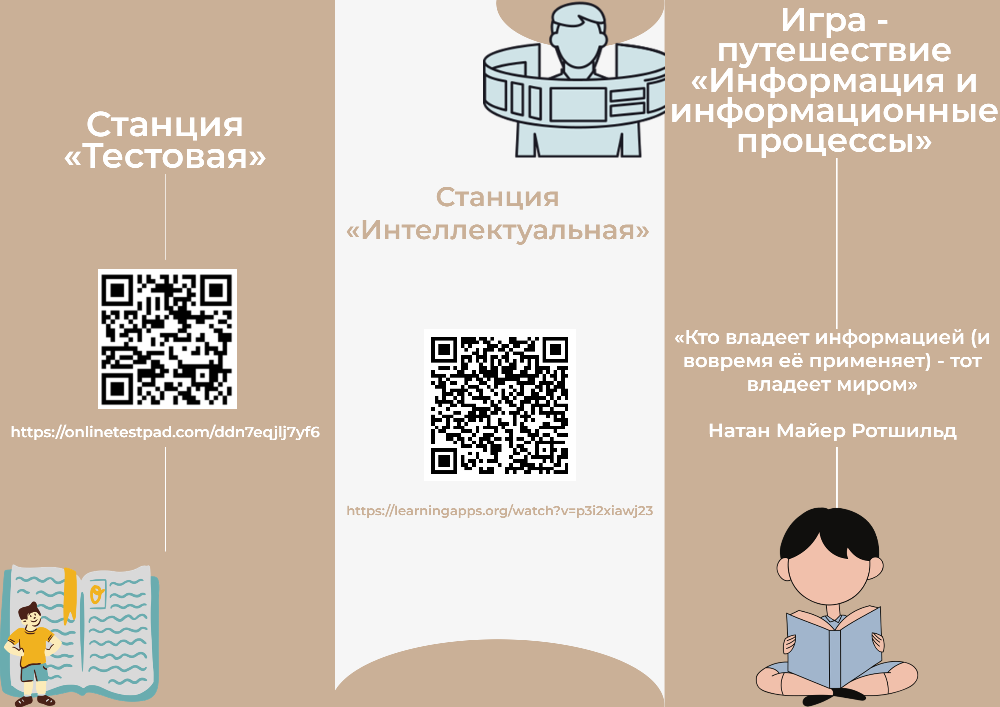 Станция
«Тестовая»
https://onlinetestpad.com/ddn7eqjlj7yf6
Станция
«Интеллектуальная»
https://learningapps.org/watch?v=p3i2xiawj23
Игра -
путешествие
«Информация и
информационные
процессы»
«Кто владеет информацией (и
вовремя её применяет) - тот
владеет миром»
Натан Майер Ротшильд